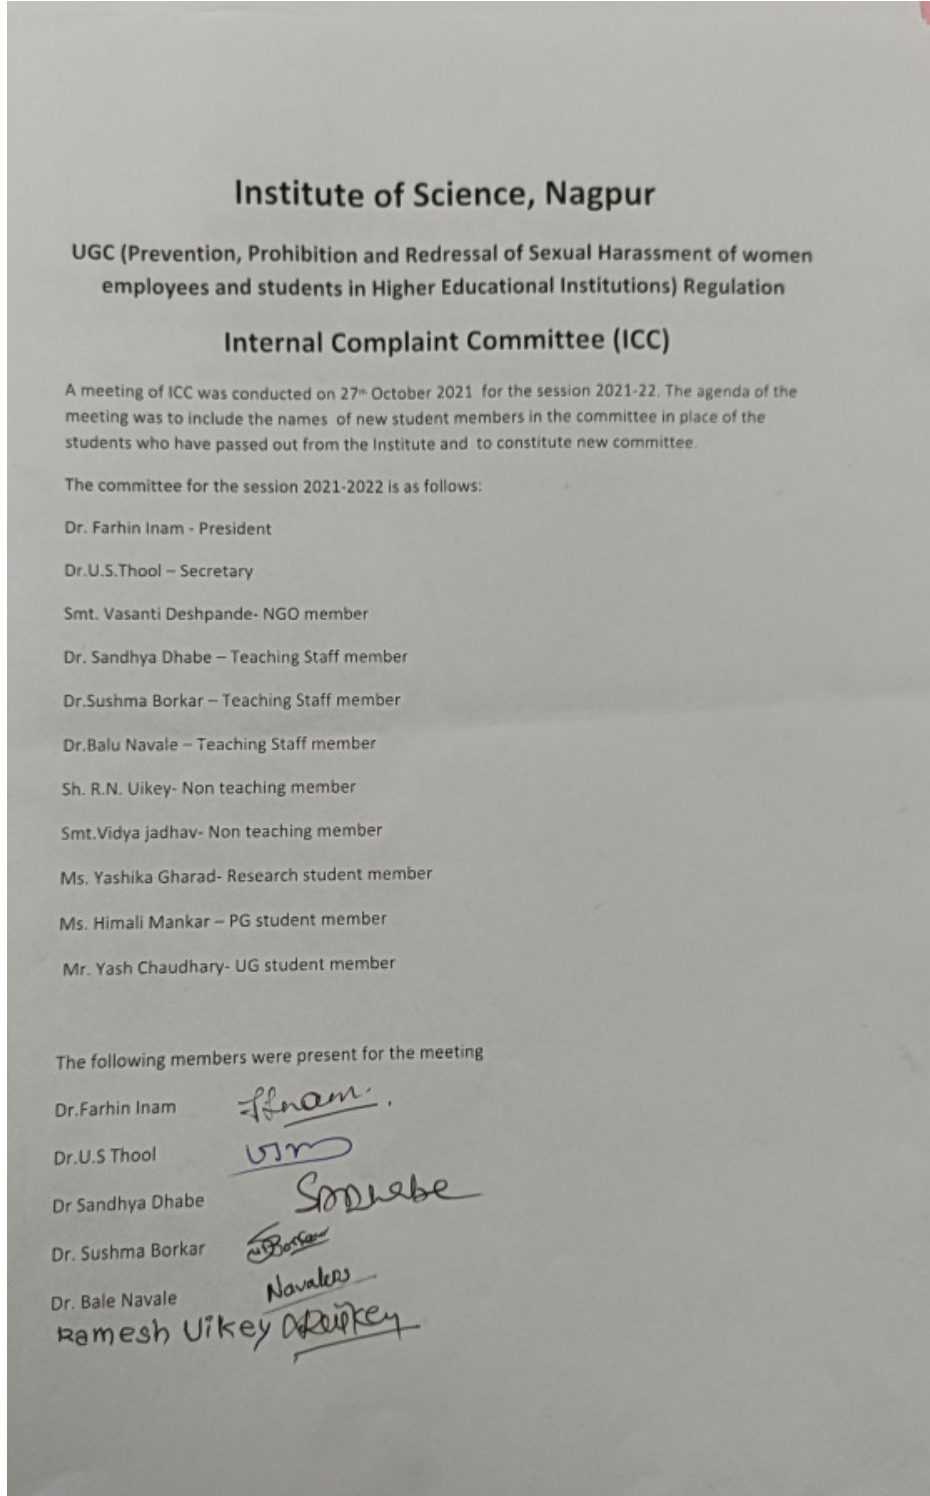 Institute of Science, Nagpur
UGC (Prevention, Prohibition and Redressal of Sexual Harassment of women
employees and students in Higher Educational Institutions) Regulation
Internal Complaint Committee (ICC)
A meeting of ICC was conducted on 27th October 2021 for the session 2021-22. The agenda of the
meeting was to include the names of new student members in the committee in place of the
students who have passed out from the Institute and to constitute new committee.
The committee for the session 2021-2022 is as follows:
Dr. Farhin Inam - President
Dr.U.S.Thool – Secretary
Smt. Vasanti Deshpande- NGO member
Dr. Sandhya Dhabe – Teaching Staff member
Dr.Sushma Borkar – Teaching Staff member
Dr.Balu Navale – Teaching Staff member
Sh. R.N. Uikey- Non teaching member
Smt.Vidya jadhav- Non teaching member
Ms. Yashika Gharad- Research student member
Ms. Himali Mankar – PG student member
Mr. Yash Chaudhary- UG student member
The following members were present for the meeting
Dr.Farhin Inam
Dr.U.S Thool
Dr Sandhya Dhabe
Dr. Sushma Borkar
Dr. Bale Navale
Ramesh Uikey